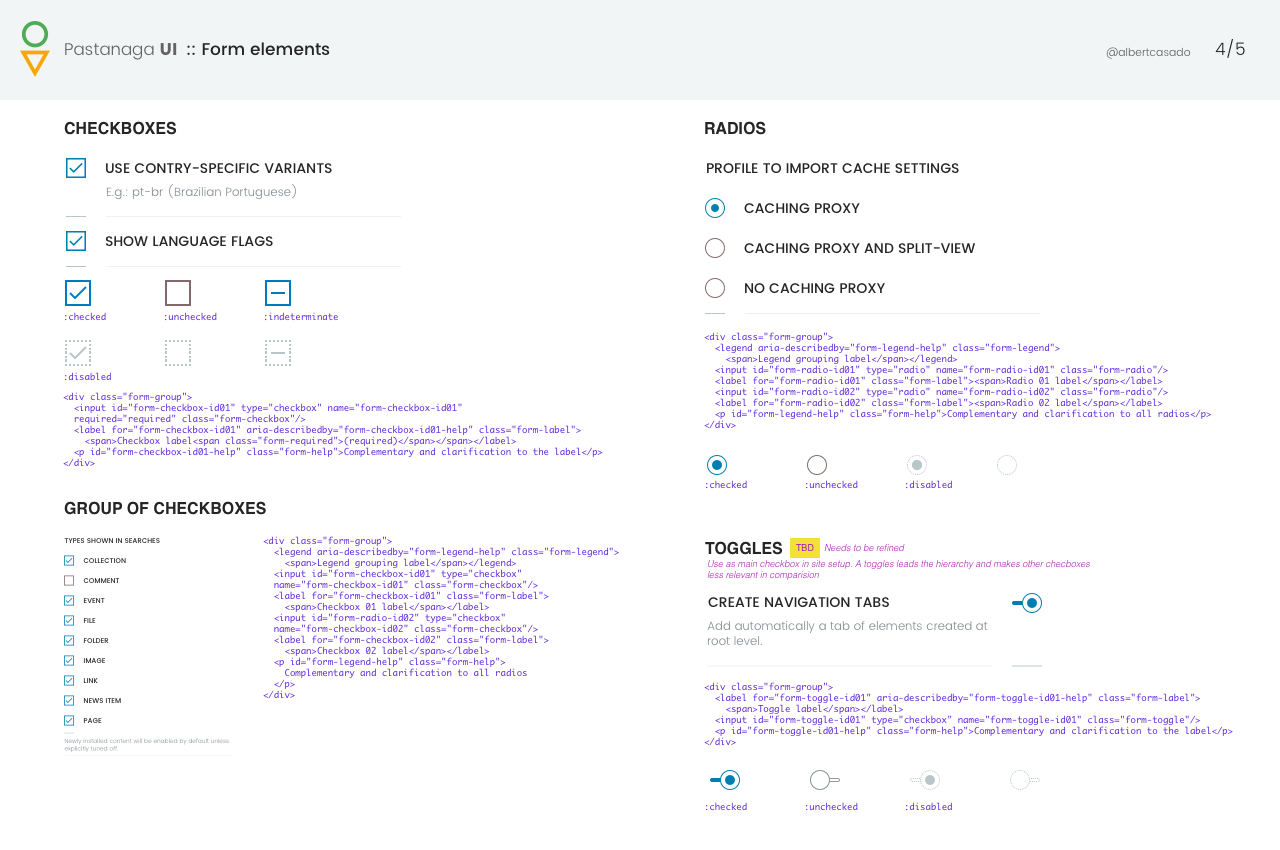 Pastanaga UI :: Form elements
@albertcasado 4/5
CHECKBOXES
USE CONTRY-SPECIFIC VARIANTS
E.g.: pt-br (Brazilian Portuguese)
SHOW LANGUAGE FLAGS
:checked :unchecked :indeterminate
:disabled
<div class="form-group">
<input id="form-checkbox-id01" type="checkbox" name="form-checkbox-id01"
required="required" class="form-checkbox"/>
<label for="form-checkbox-id01" aria-describedby="form-checkbox-id01-help" class="form-label">
<span>Checkbox label<span class="form-required">(required)</span></span></label>
<p id="form-checkbox-id01-help" class="form-help">Complementary and clarification to the label</p>
</div>
GROUP OF CHECKBOXES
TYPES SHOWN IN SEARCHES
COLLECTION
COMMENT
EVENT
FILE
FOLDER
IMAGE
LINK
NEWS ITEM
PAGE
Newly installed content will be enabled by default unless
explicitly tuned off.
<div class="form-group">
<legend aria-describedby="form-legend-help" class="form-legend">
<span>Legend grouping label</span></legend>
<input id="form-checkbox-id01" type="checkbox"
name="form-checkbox-id01" class="form-checkbox"/>
<label for="form-checkbox-id01" class="form-label">
<span>Checkbox 01 label</span></label>
<input id="form-radio-id02" type="checkbox"
name="form-checkbox-id02" class="form-checkbox"/>
<label for="form-checkbox-id02" class="form-label">
<span>Checkbox 02 label</span></label>
<p id="form-legend-help" class="form-help">
Complementary and clarification to all radios
</p>
</div>
RADIOS
PROFILE TO IMPORT CACHE SETTINGS
CACHING PROXY
CACHING PROXY AND SPLIT-VIEW
NO CACHING PROXY
<div class="form-group">
<legend aria-describedby="form-legend-help" class="form-legend">
<span>Legend grouping label</span></legend>
<input id="form-radio-id01" type="radio" name="form-radio-id01" class="form-radio"/>
<label for="form-radio-id01" class="form-label"><span>Radio 01 label</span></label>
<input id="form-radio-id02" type="radio" name="form-radio-id02" class="form-radio"/>
<label for="form-radio-id02" class="form-label"><span>Radio 02 label</span></label>
<p id="form-legend-help" class="form-help">Complementary and clarification to all radios</p>
</div>
:checked :unchecked :disabled
TOGGLES TBD Needs to be refined
Use as main checkbox in site setup. A toggles leads the hierarchy and makes other checboxes
less relevant in comparision
CREATE NAVIGATION TABS
Add automatically a tab of elements created at
root level.
<div class="form-group">
<label for="form-toggle-id01" aria-describedby="form-toggle-id01-help" class="form-label">
<span>Toggle label</span></label>
<input id="form-toggle-id01" type="checkbox" name="form-toggle-id01" class="form-toggle"/>
<p id="form-toggle-id01-help" class="form-help">Complementary and clarification to the label</p>
</div>
:checked :unchecked :disabled